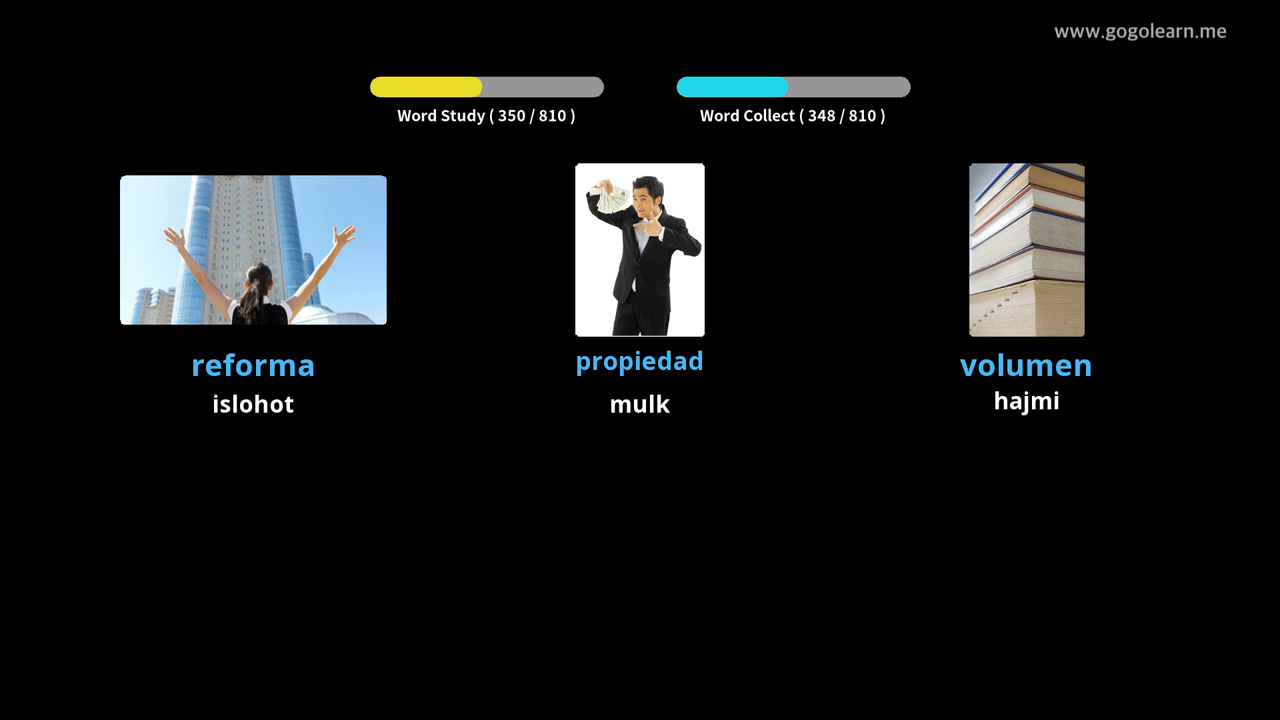 www.gogolearn.me
Word Study ( 350 / 810 )
Word Collect ( 348 / 810 )
reforma
islohot
propiedad
mulk
volumen
hajmi